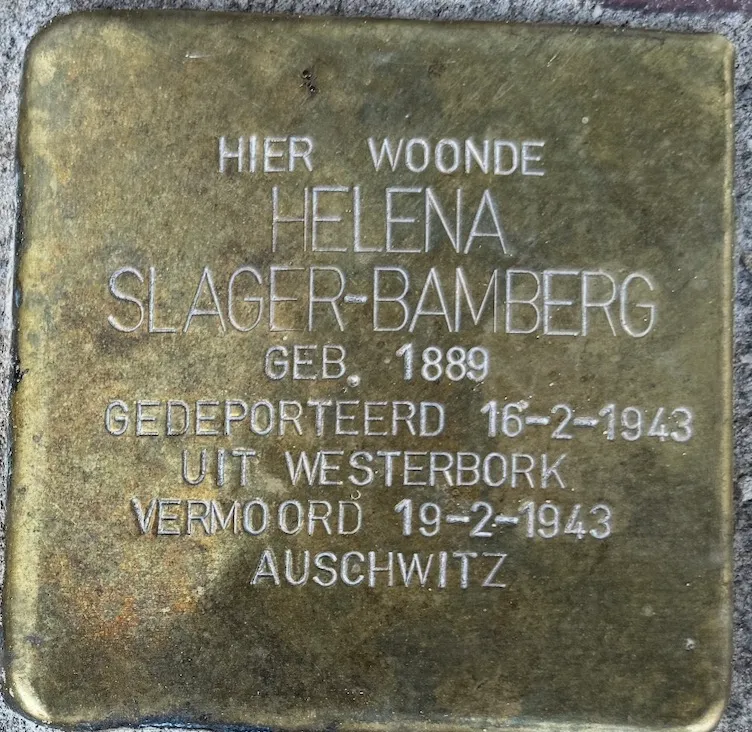 HIER WOONDE
HELENA
SLAGER-BAMBERG
GEB. 1889
GEDEPORTEERD 16-2-1943
UIT WESTERBORK
VERMOORD 19-2-1943
AUSCHWITZ